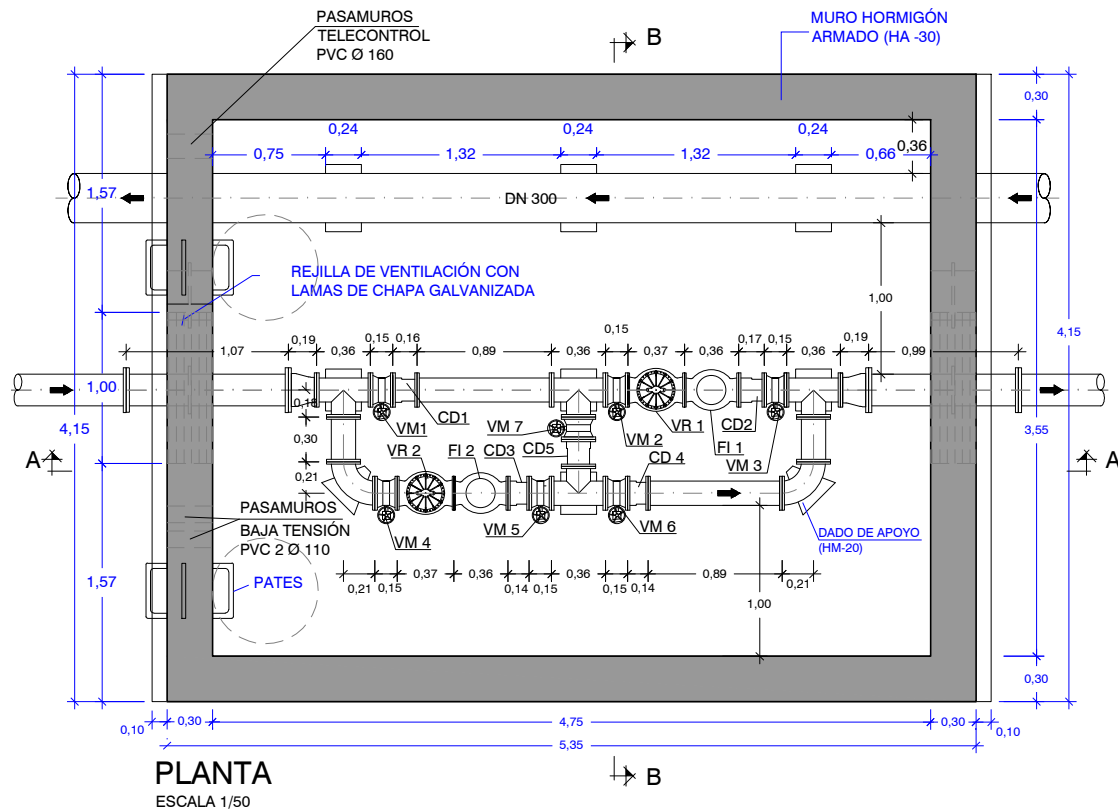 PASAMUROS
TELECONTROL
PVC Ø 160
B
MURO HORMIGÓN
ARMADO (HA -30)
0,30
0,24
0,24
0,24
0,75
1,32
1,32
0,66
0,36
1,57
DN 300
REJILLA DE VENTILACIÓN CON
LAMAS DE CHAPA GALVANIZADA
1,00
4,15
1,07
0,19
0,36
0,15
0,16
0,89
0,36
0,15
0,37
0,36
0,17
0,15
0,36
0,19
0,99
1,00
4,15
0,18
CD1
VM1
VM 7
VM 2
VR 1
FI 1
CD2
VM 3
3,55
0,30
VR 2
FI 2
CD3
CD5
CD 4
A
A
0,21
PASAMUROS
BAJA TENSIÓN
PVC 2 Ø 110
VM 4
VM 5
VM 6
DADO DE APOYO
(HM-20)
PATES
1,57
0,21
0,15
0,37
0,36
0,14
0,15
0,36
0,15
0,14
0,89
0,21
1,00
0,30
0,10
0,30
4,75
0,30
0,10
5,35
PLANTA
B
ESCALA 1/50